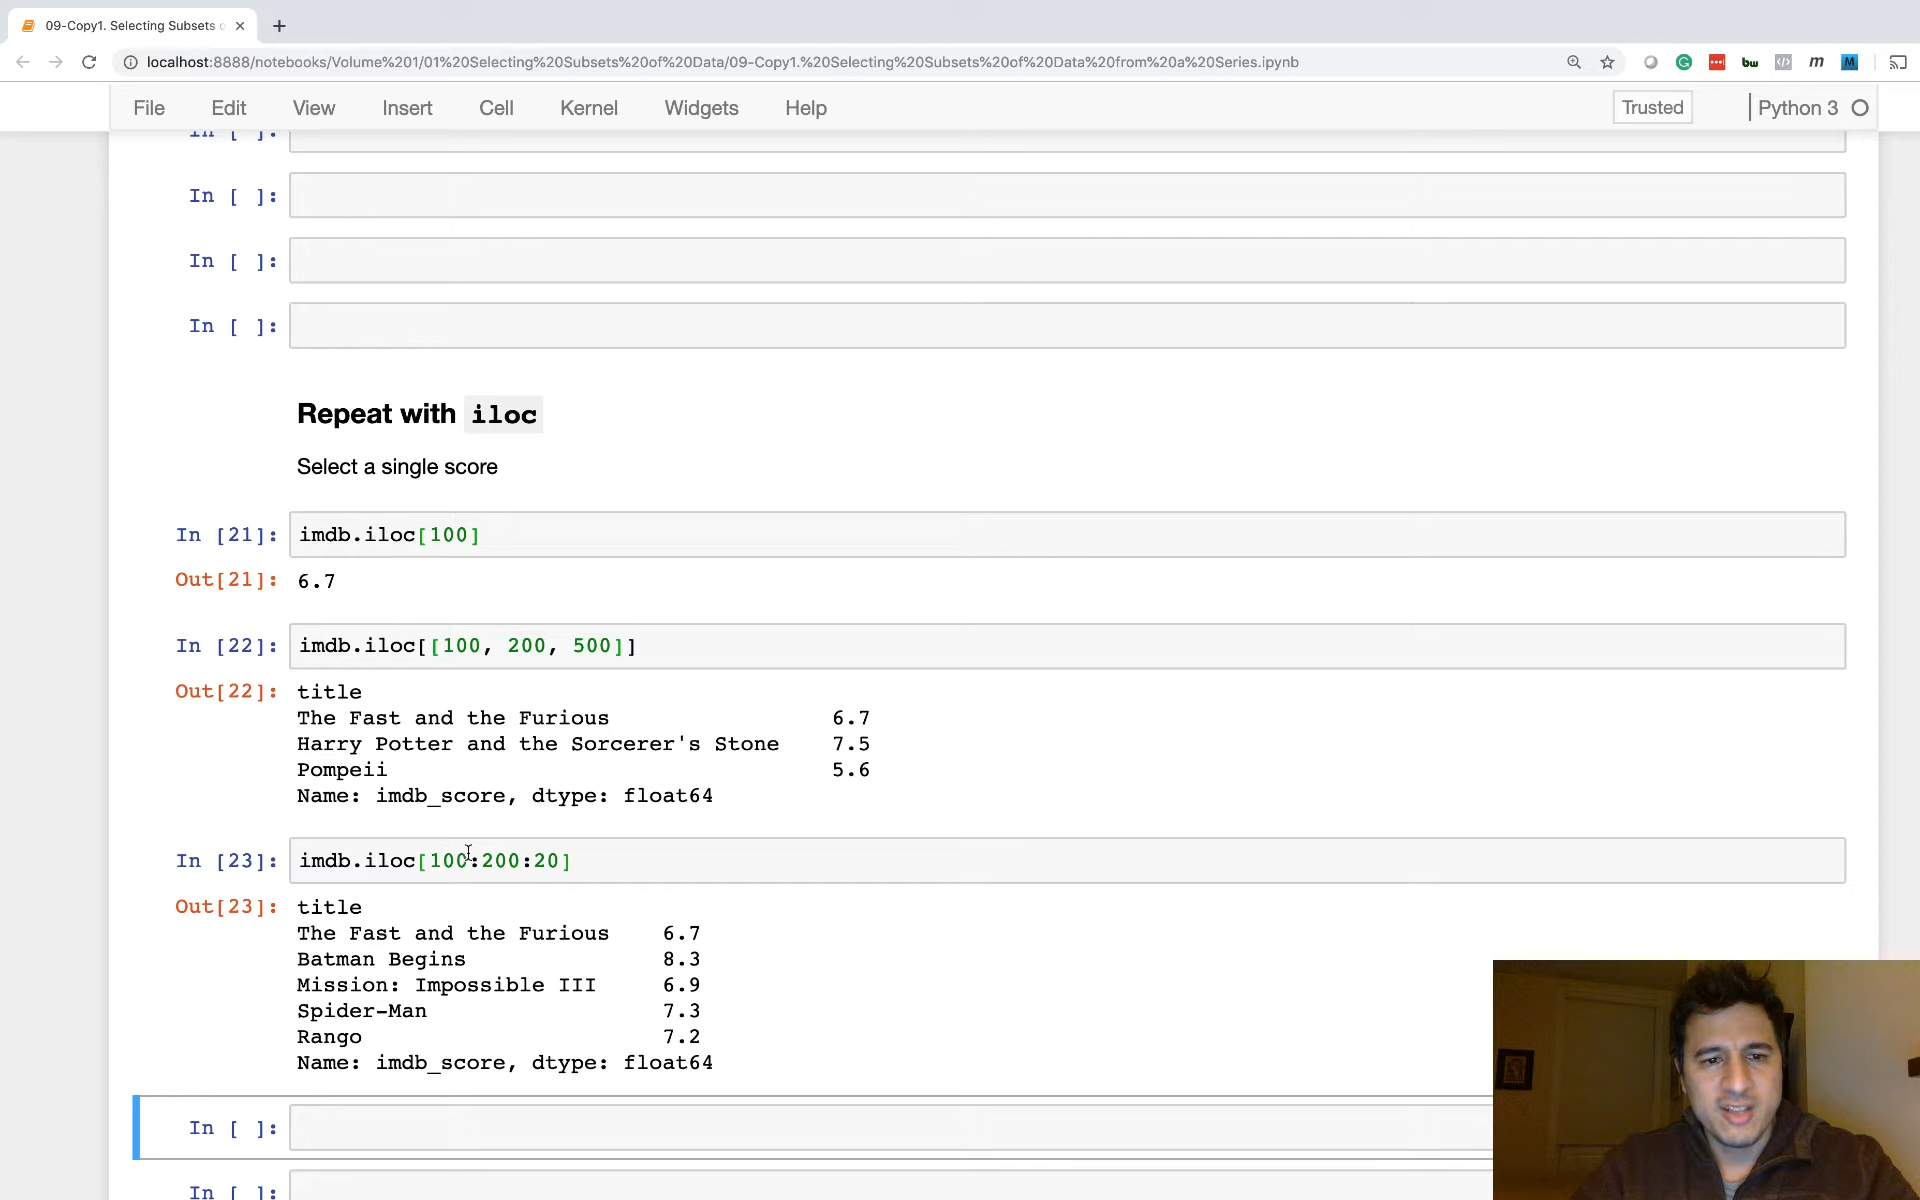 09-Copy1. Selecting Subsets o
localhost:8888/notebooks/Volume%201/01%20Selecting%20Subsets%20of%20Data/09-Copy1.%20Selecting%20Subsets%20of%20Data%20from%20a%20Series.ipynb
bw
m
M
File Edit View Insert Cell Kernel Widgets Help Trusted Python 3
In [ ]:
In [ ]:
In [ ]:
In [ ]:
Repeat with iloc
Select a single score
In [21]: imdb.iloc[100]
Out[21]: 6.7
In [22]: imdb.iloc[[100, 200, 500]]
Out[22]: title
The Fast and the Furious 6.7
Harry Potter and the Sorcerer's Stone 7.5
Pompeii 5.6
Name: imdb_score, dtype: float64
In [23]: imdb.iloc[100:200:20]
Out[23]: title
The Fast and the Furious 6.7
Batman Begins 8.3
Mission: Impossible III 6.9
Spider-Man 7.3
Rango 7.2
Name: imdb_score, dtype: float64
In [ ]:
In [ ]: